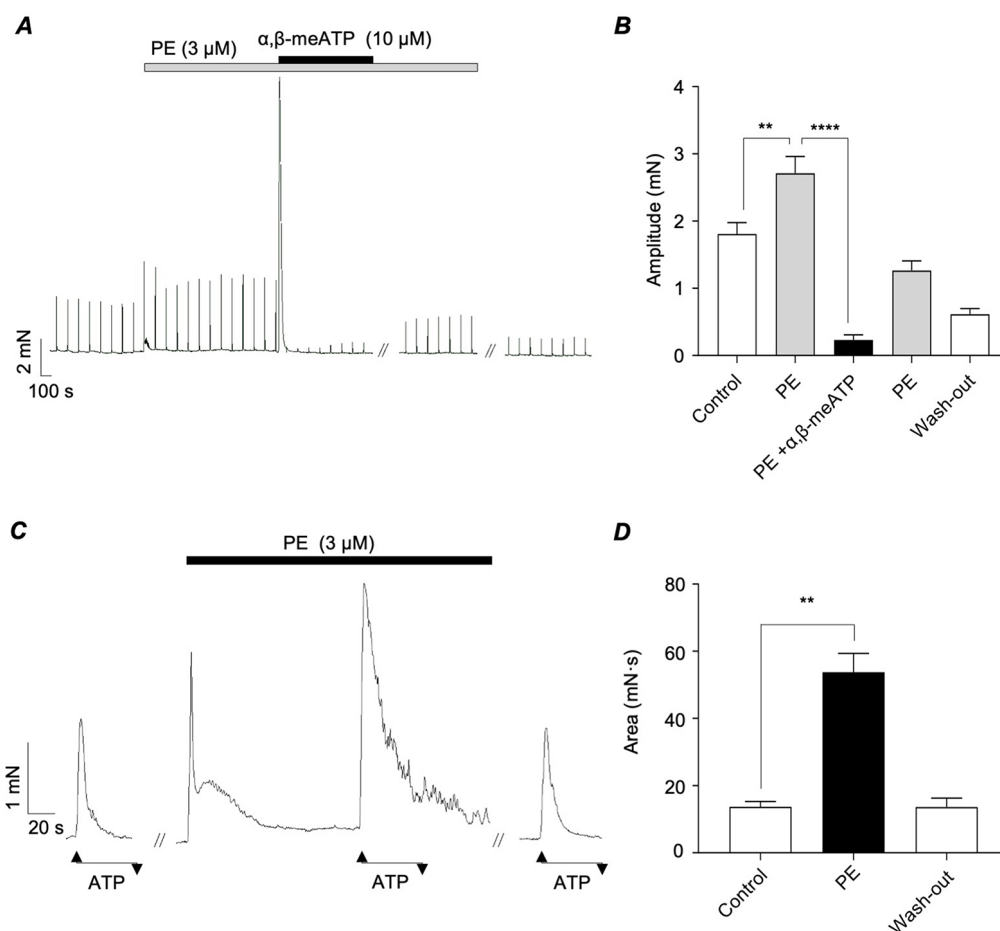 A
PE (3 µM)
α,β-meATP (10 µM)
2 mN
100 s
//
//
B
Amplitude (mN)
4
3
2
1
0
**
****
Control
PE
PE +α,β-meATP
PE
Wash-out
C
PE (3 µM)
1 mN
20 s
//
//
ATP
ATP
ATP
D
Area (mN·s)
80
60
40
20
0
**
Control
PE
Wash-out